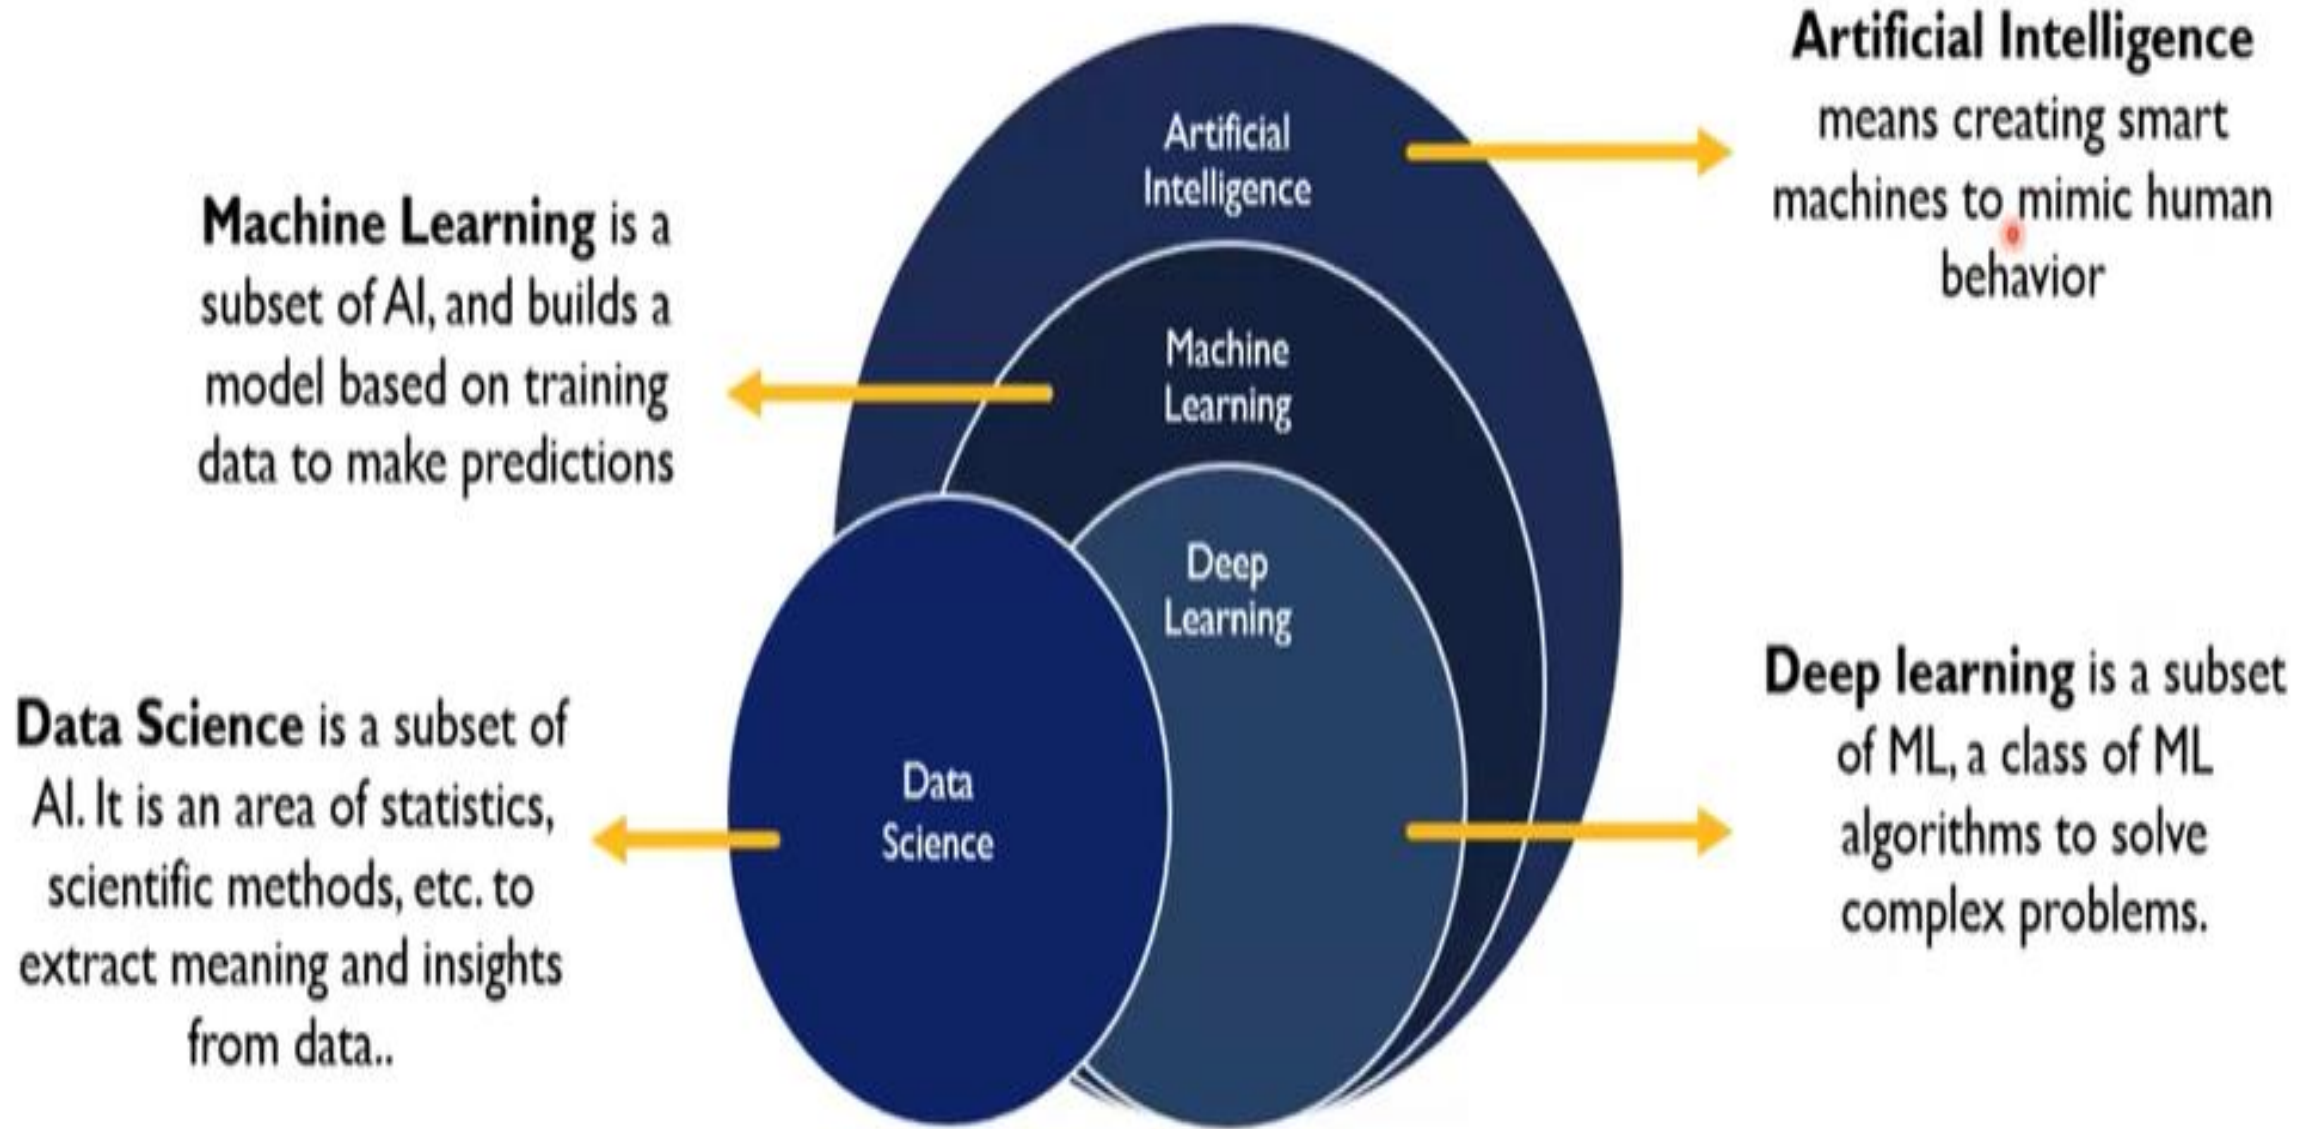 Artificial Intelligence
means creating smart
machines to mimic human
behavior
Artificial
Intelligence
Machine Learning is a
subset of AI, and builds a
model based on training
data to make predictions
Machine
Learning
Deep
Learning
Deep learning is a subset
of ML, a class of ML
algorithms to solve
complex problems.
Data Science is a subset of
AI. It is an area of statistics,
scientific methods, etc. to
extract meaning and insights
from data..
Data
Science